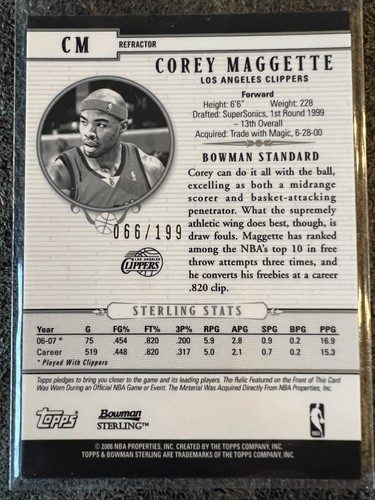 CM
REFRACTOR
COREY MAGGETTE
LOS ANGELES CLIPPERS
Forward
Height: 6'6" Weight: 228
Drafted: SuperSonics, 1st Round 1999
– 13th Overall
Acquired: Trade with Magic, 6-28-00
BOWMAN STANDARD
Corey can do it all with the ball,
excelling as both a midrange
scorer and basket-attacking
penetrator. What the supremely
athletic wing does best, though, is
draw fouls. Maggette has ranked
among the NBA's top 10 in free
throw attempts three times, and
he converts his freebies at a career
.820 clip.
066/199
LOS ANGELES
CLIPPERS
STERLING STATS
Year G FG% FT% 3P% RPG APG SPG BPG PPG
06-07 * 75 .454 .820 .200 5.9 2.8 0.9 0.2 16.9
Career 519 .448 .820 .317 5.0 2.1 0.7 0.2 15.3
* Played With Clippers
Topps pledges to bring you closer to the game and its leading players. The Relic Featured on the Front of This Card
Was Worn During an Official NBA Game or Event. The Material Was Acquired Directly From NBA Properties, Inc.
Topps Bowman STERLING™ NBA
© 2008 NBA PROPERTIES, INC. CREATED BY THE TOPPS COMPANY, INC.
TOPPS & BOWMAN STERLING ARE TRADEMARKS OF THE TOPPS COMPANY, INC.